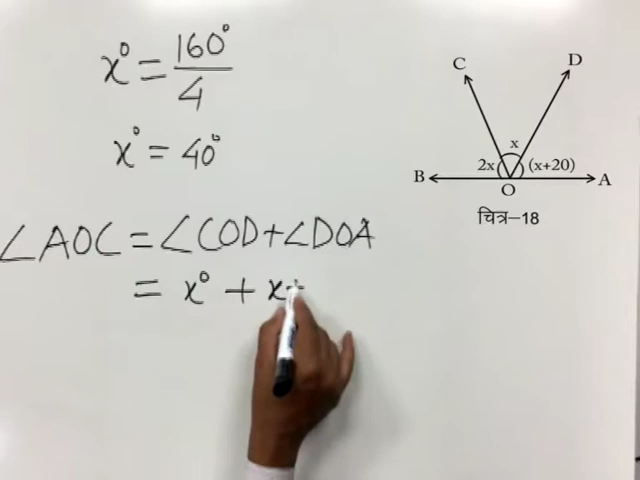 x° = 160° / 4
x° = 40°
∠AOC = ∠COD + ∠DOA
= x° + x+
C
D
x
2x
(x+20)
B
O
A
चित्र–18